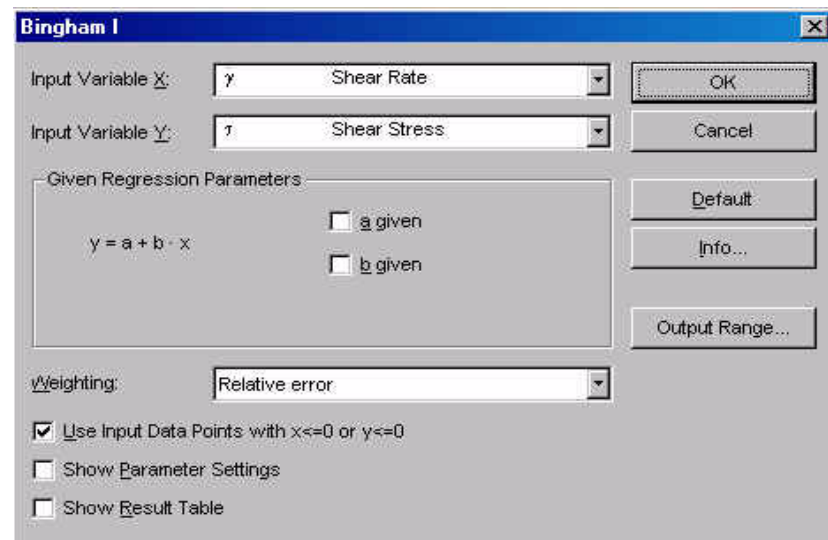 Bingham I
Input Variable X: γ Shear Rate
OK
Input Variable Y: τ Shear Stress
Cancel
Given Regression Parameters
Default
a given
y = a + b · x
Info...
b given
Output Range...
Weighting: Relative error
Use Input Data Points with x<=0 or y<=0
Show Parameter Settings
Show Result Table